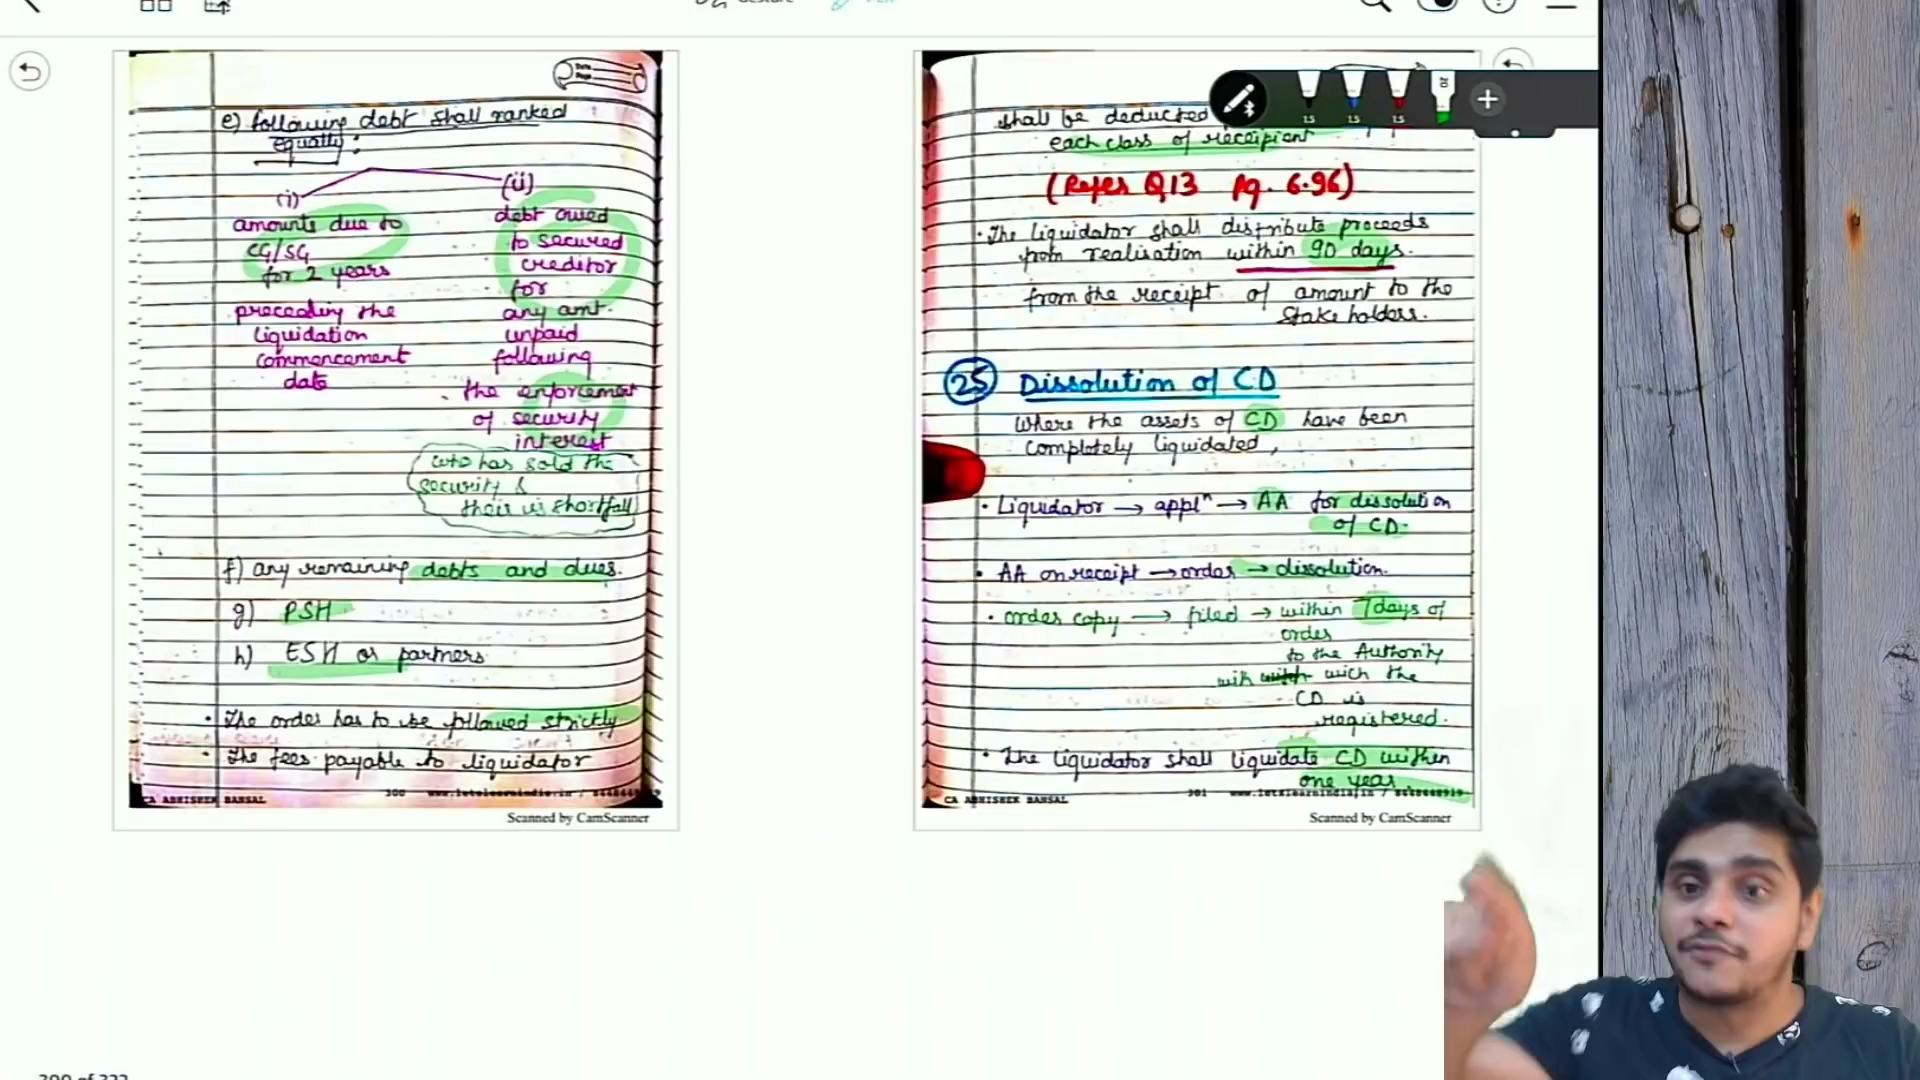 e) following debt shall ranked
equally :
(i)
(ii)
amounts due to
CG/SG
for 2 years
preceding the
liquidation
commencement
date
debt owed
to secured
creditor
for
any amt.
unpaid
following
the enforcement
of security
interest
who has sold the
security &
their is shortfall
f) any remaining debts and dues.
g) PSH
h) ESH or partners
• The order has to be followed strictly
• The fees payable to liquidator
CA ABHISHEK BANSAL
300
Scanned by CamScanner
shall be deducted
each class of receipient
(Refer Q13 Pg. 6.96)
• The liquidator shall distribute proceeds
from realisation within 90 days.
from the receipt of amount to the
Stake holders.
25 Dissolution of CD
Where the assets of CD have been
completely liquidated,
• Liquidator → applⁿ → AA for dissolution
of CD.
• AA on receipt → order → dissolution.
• order copy → filed → within 7 days of
order
to the Authority
with which the
CD is
registered.
• The liquidator shall liquidate CD within
one year
CA ABHISHEK BANSAL
301
Scanned by CamScanner